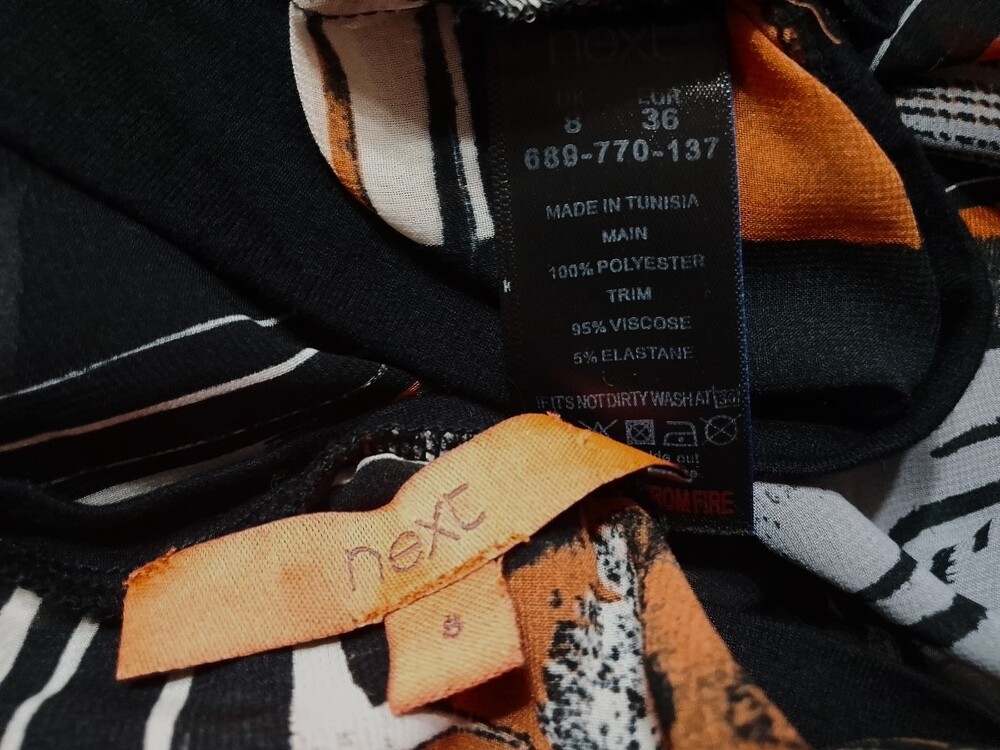 next
UK EUR
8 36
689-770-137
MADE IN TUNISIA
MAIN
100% POLYESTER
TRIM
95% VISCOSE
5% ELASTANE
IF IT'S NOT DIRTY WASH AT 30
out
FROM FIRE
next
8